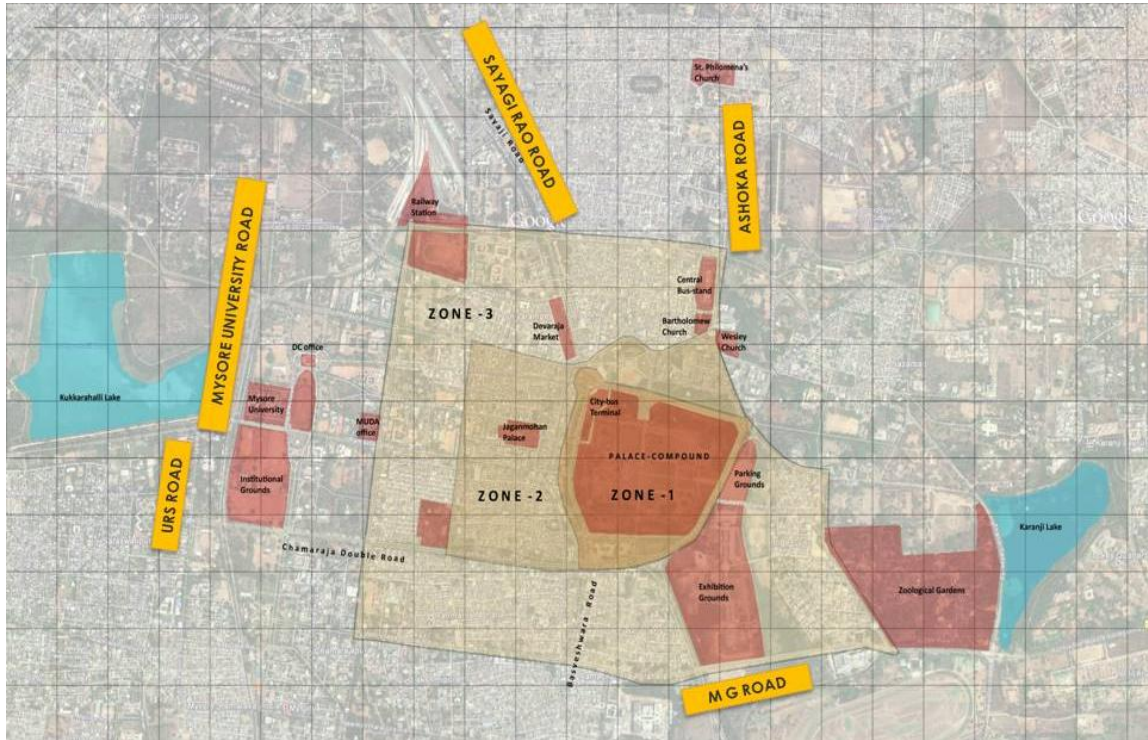 St. Philomena's
Church
SAYAGI RAO ROAD
Sayaji Road
ASHOKA ROAD
MYSORE UNIVERSITY ROAD
Railway
Station
Google
Google
Central
Bus-stand
ZONE -3
Devaraja
Market
Bartholomew
Church
Wesley
Church
DC office
Kukkarahalli Lake
Mysore
University
MUDA
office
City-bus
Terminal
Jaganmohan
Palace
PALACE-COMPOUND
URS ROAD
Institutional
Grounds
ZONE -2
ZONE -1
Parking
Grounds
Karanji Lake
Chamaraja Double Road
Exhibition
Grounds
Zoological Gardens
Basveshwara Road
M G ROAD